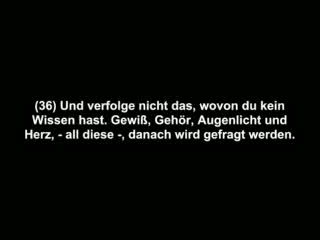 (36) Und verfolge nicht das, wovon du kein
Wissen hast. Gewiß, Gehör, Augenlicht und
Herz, - all diese -, danach wird gefragt werden.